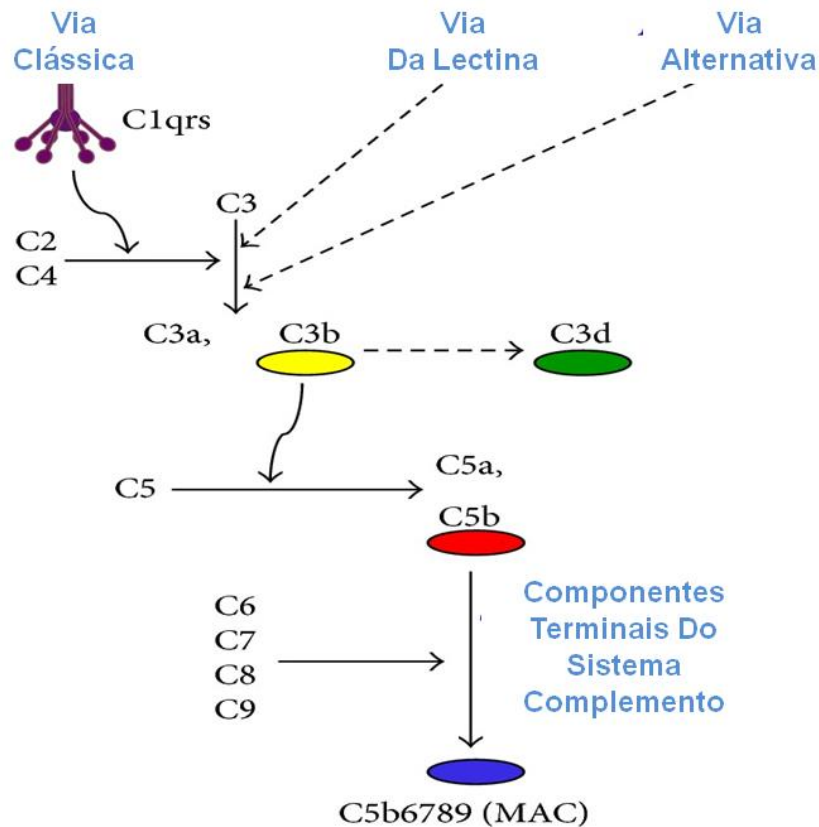 Via
Clássica
Via
Da Lectina
Via
Alternativa
C1qrs
C3
C2
C4
C3a,
C3b
C3d
C5
C5a,
C5b
C6
C7
C8
C9
Componentes
Terminais Do
Sistema
Complemento
C5b6789 (MAC)